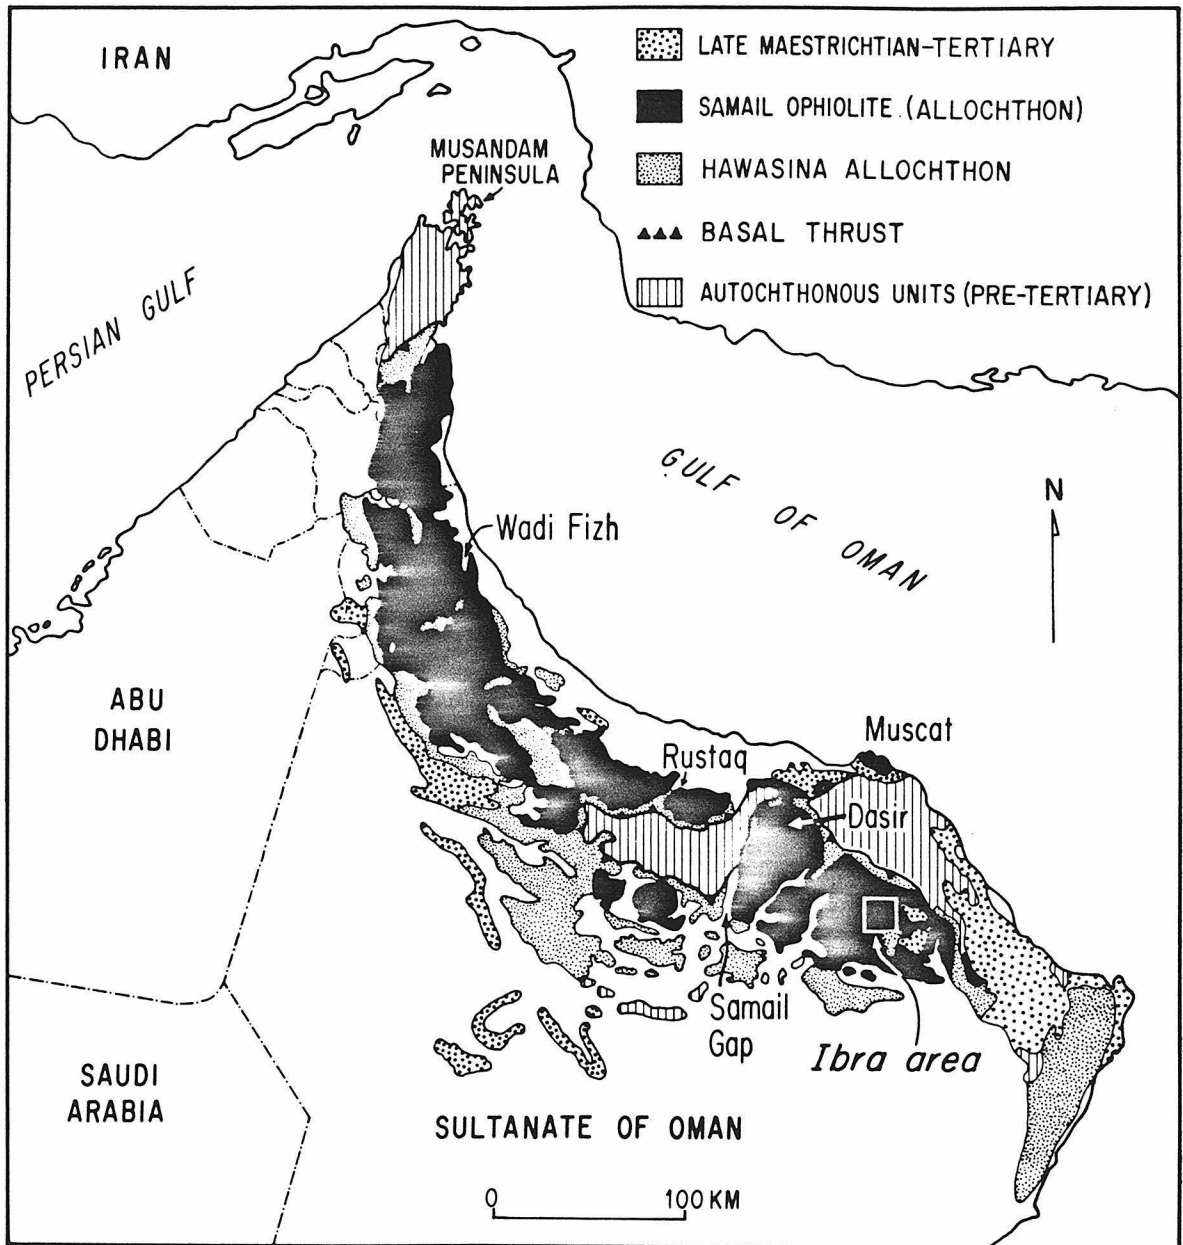 IRAN
LATE MAESTRICHTIAN-TERTIARY
SAMAIL OPHIOLITE (ALLOCHTHON)
HAWASINA ALLOCHTHON
BASAL THRUST
AUTOCHTHONOUS UNITS (PRE-TERTIARY)
MUSANDAM
PENINSULA
PERSIAN GULF
GULF
OF
OMAN
N
Wadi Fizh
ABU
DHABI
Muscat
Rustaq
Dasir
Samail
Gap
Ibra area
SAUDI
ARABIA
SULTANATE OF OMAN
0 100 KM